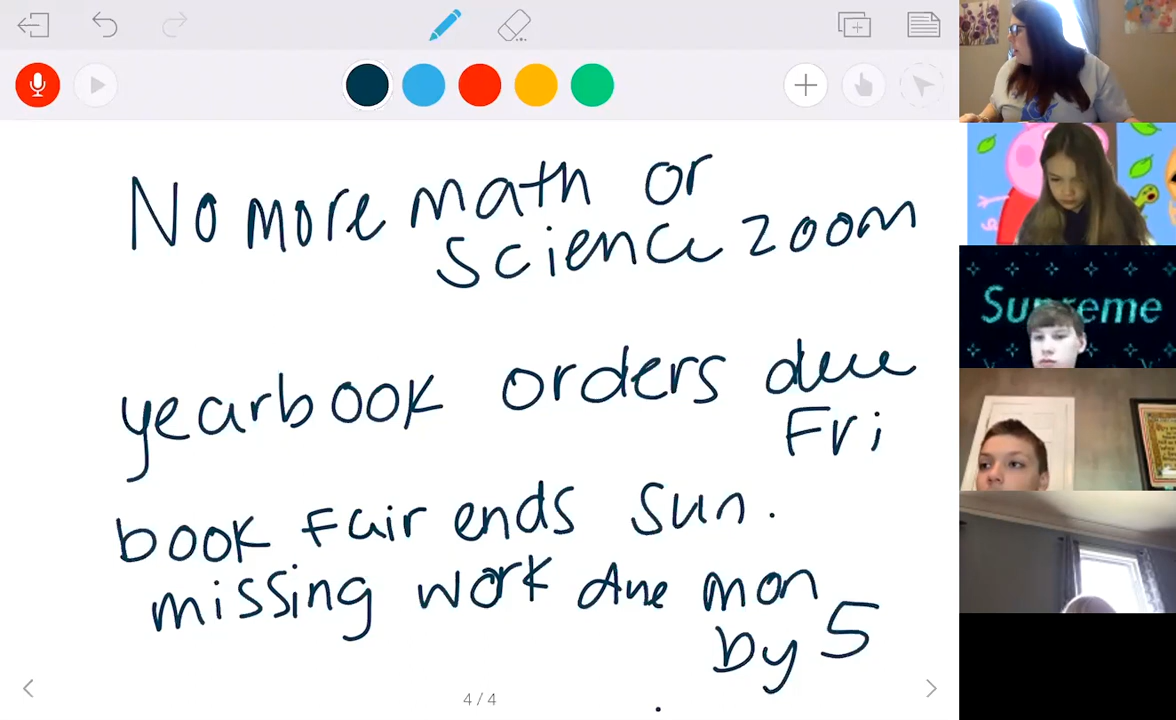 No more math or
science zoom
yearbook orders due
Fri
book fair ends Sun.
missing work due mon
by 5
4 / 4